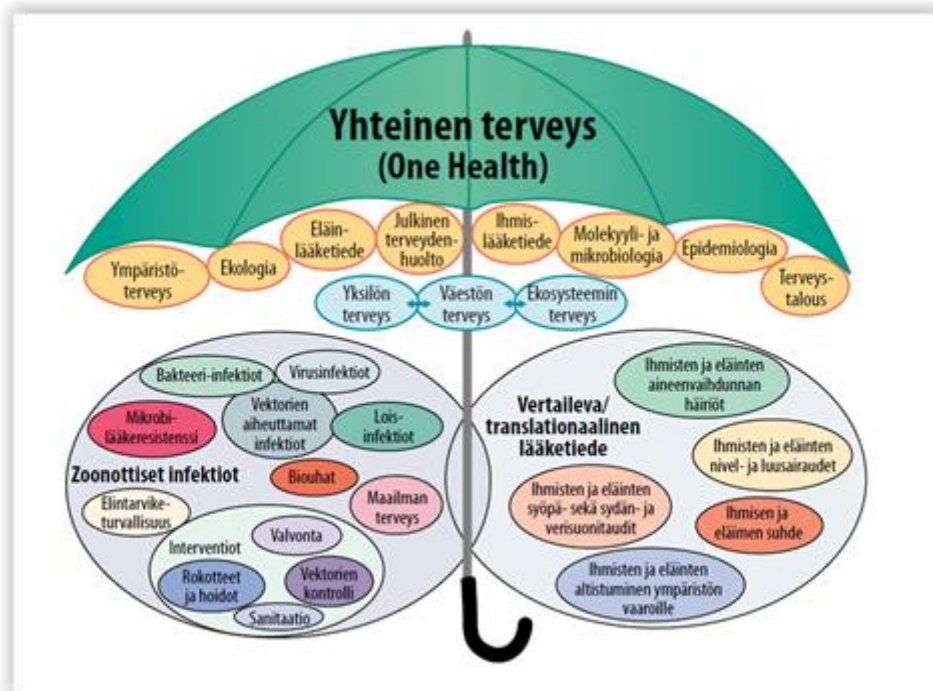 Yhteinen terveys
(One Health)
Ympäristö-
terveys
Ekologia
Eläin-
lääketiede
Julkinen
terveyden-
huolto
Ihmis-
lääketiede
Molekyyli- ja
mikrobiologia
Epidemiologia
Terveys-
talous
Yksilön
terveys
Väestön
terveys
Ekosysteemin
terveys
Bakteeri-infektiot
Virusinfektiot
Mikrobi-
lääkeresistenssi
Vektorien
aiheuttamat
infektiot
Lois-
infektiot
Zoonottiset infektiot
Biouhat
Elintarvike-
turvallisuus
Maailman
terveys
Interventiot
Valvonta
Rokotteet
ja hoidot
Vektorien
kontrolli
Sanitaatio
Vertaileva/
translationaalinen
lääketiede
Ihmisten ja eläinten
aineenvaihdunnan
häiriöt
Ihmisten ja eläinten
nivel- ja luusairaudet
Ihmisten ja eläinten
syöpä- sekä sydän- ja
verisuonitaudit
Ihmisen ja
eläimen suhde
Ihmisten ja eläinten
altistuminen ympäristön
vaaroille